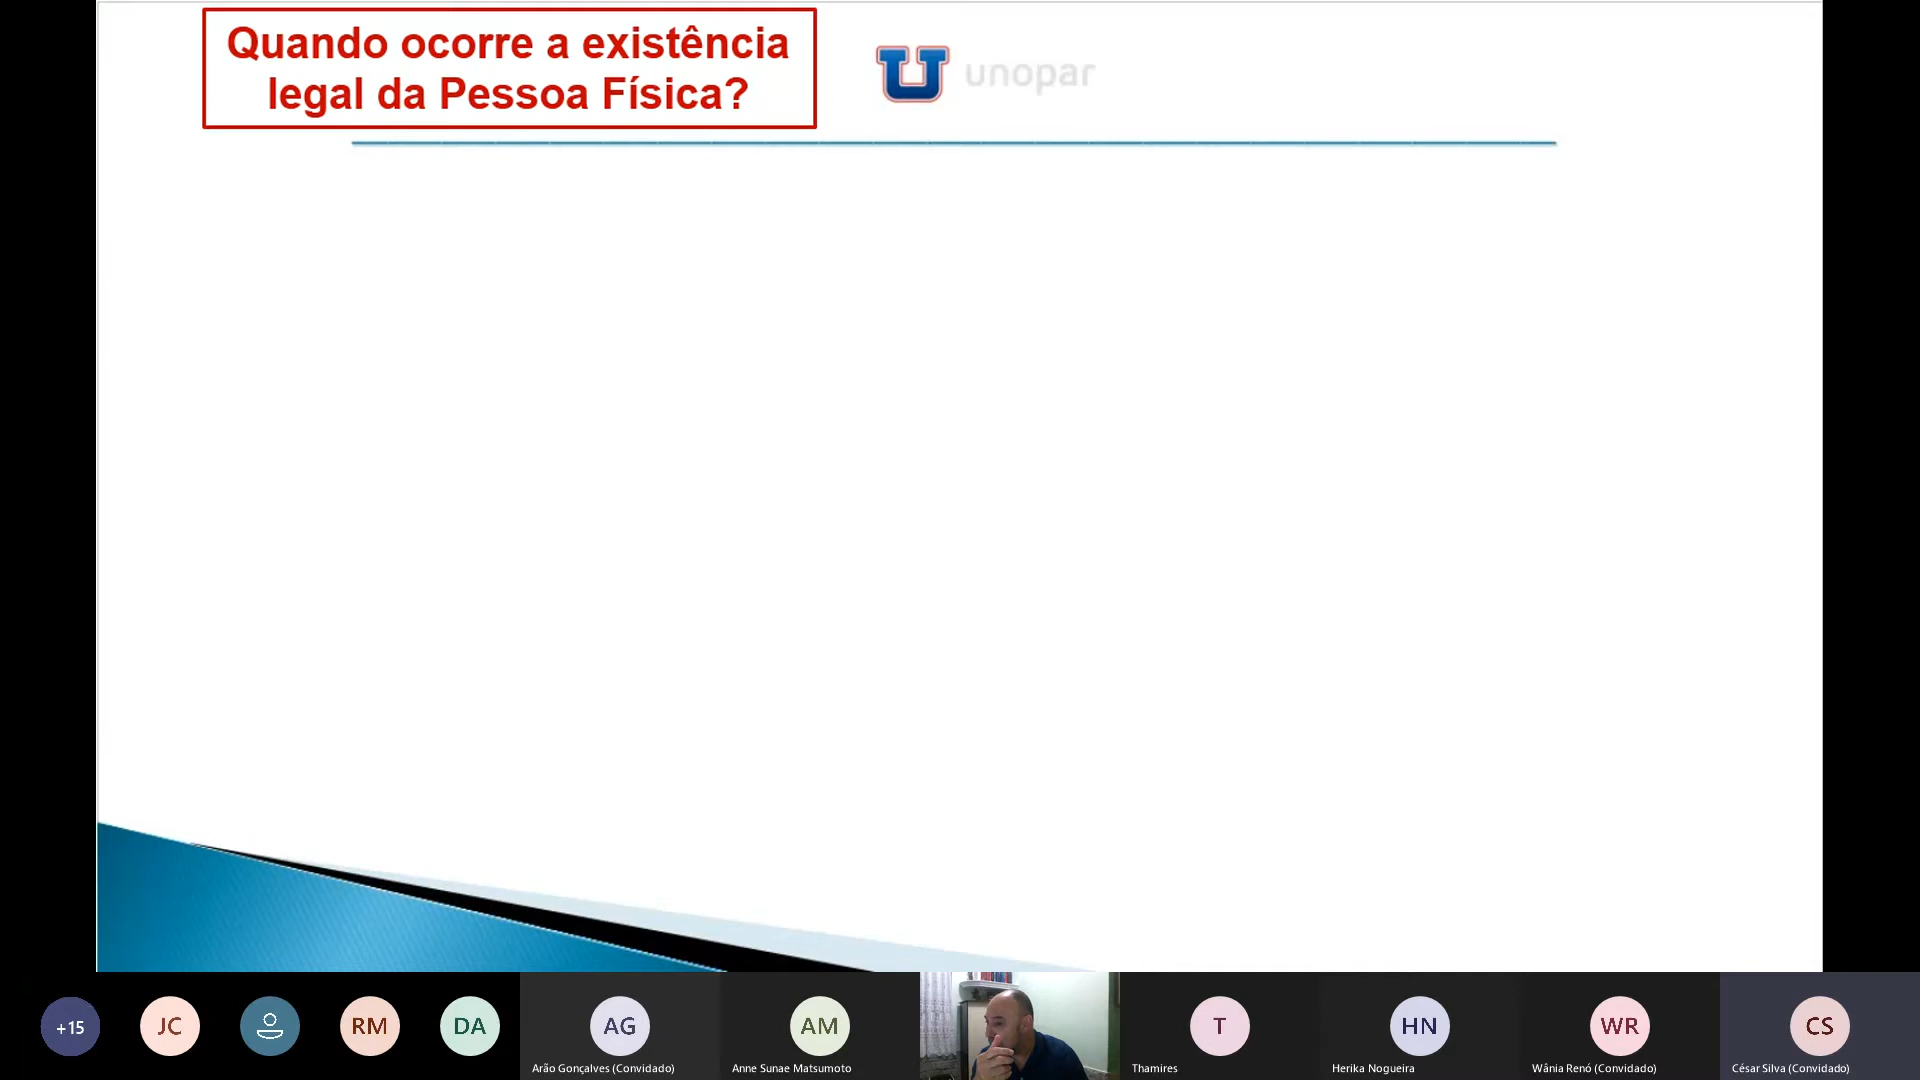 Quando ocorre a existência
legal da Pessoa Física?
unopar
+15
JC
RM
DA
AG
AM
T
HN
WR
CS
Arão Gonçalves (Convidado)
Anne Sunae Matsumoto
Thamires
Herika Nogueira
Wânia Renó (Convidado)
César Silva (Convidado)